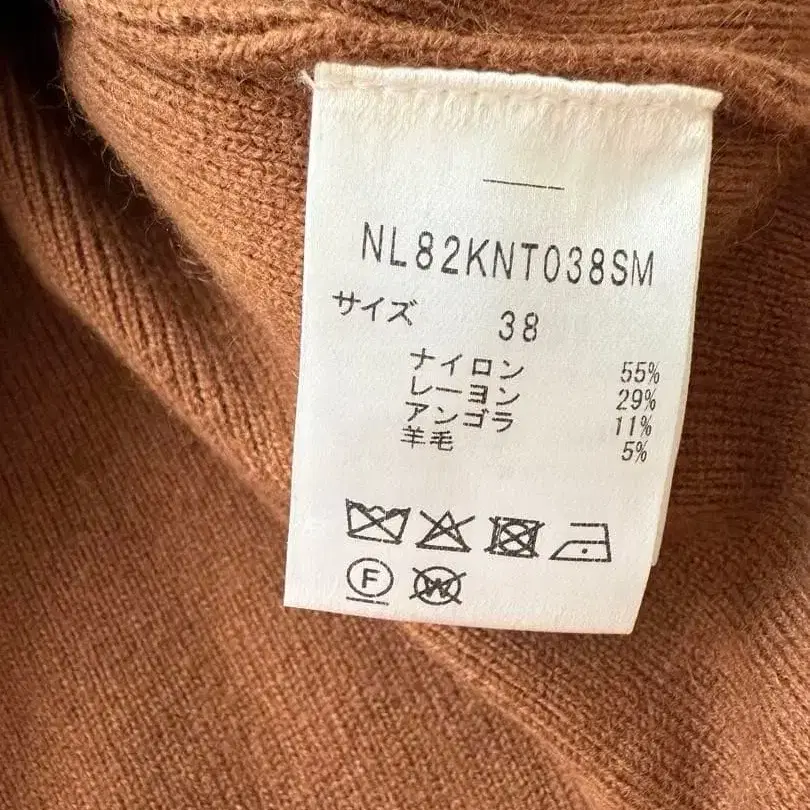 NL82KNT038SM
サイズ 38
ナイロン 55%
レーヨン 29%
アンゴラ 11%
羊毛 5%
F W